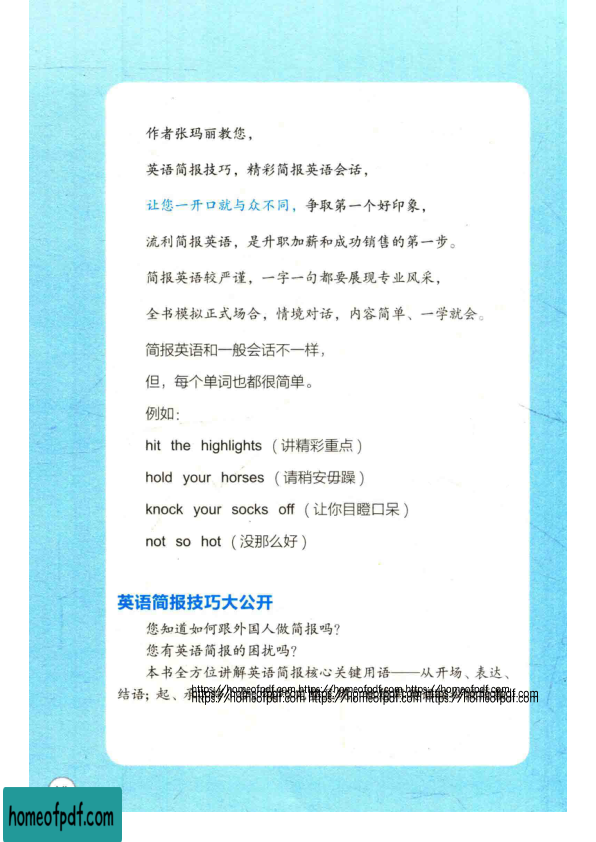 作者张玛丽教您，
英语简报技巧，精彩简报英语会话，
让您一开口就与众不同，争取第一个好印象，
流利简报英语，是升职加薪和成功销售的第一步。
简报英语较严谨，一字一句都要展现专业风采，
全书模拟正式场合，情境对话，内容简单、一学就会。
简报英语和一般会话不一样，
但，每个单词也都很简单。
例如：
hit the highlights（讲精彩重点）
hold your horses（请稍安毋躁）
knock your socks off（让你目瞪口呆）
not so hot（没那么好）
英语简报技巧大公开
您知道如何跟外国人做简报吗？
您有英语简报的困扰吗？
本书全方位讲解英语简报核心关键用语——从开场、表达、
结语；起、承
https://homeofpdf.com https://homeofpdf.com https://homeofpdf.com
https://homeofpdf.com https://homeofpdf.com https://homeofpdf.com
homeofpdf.com